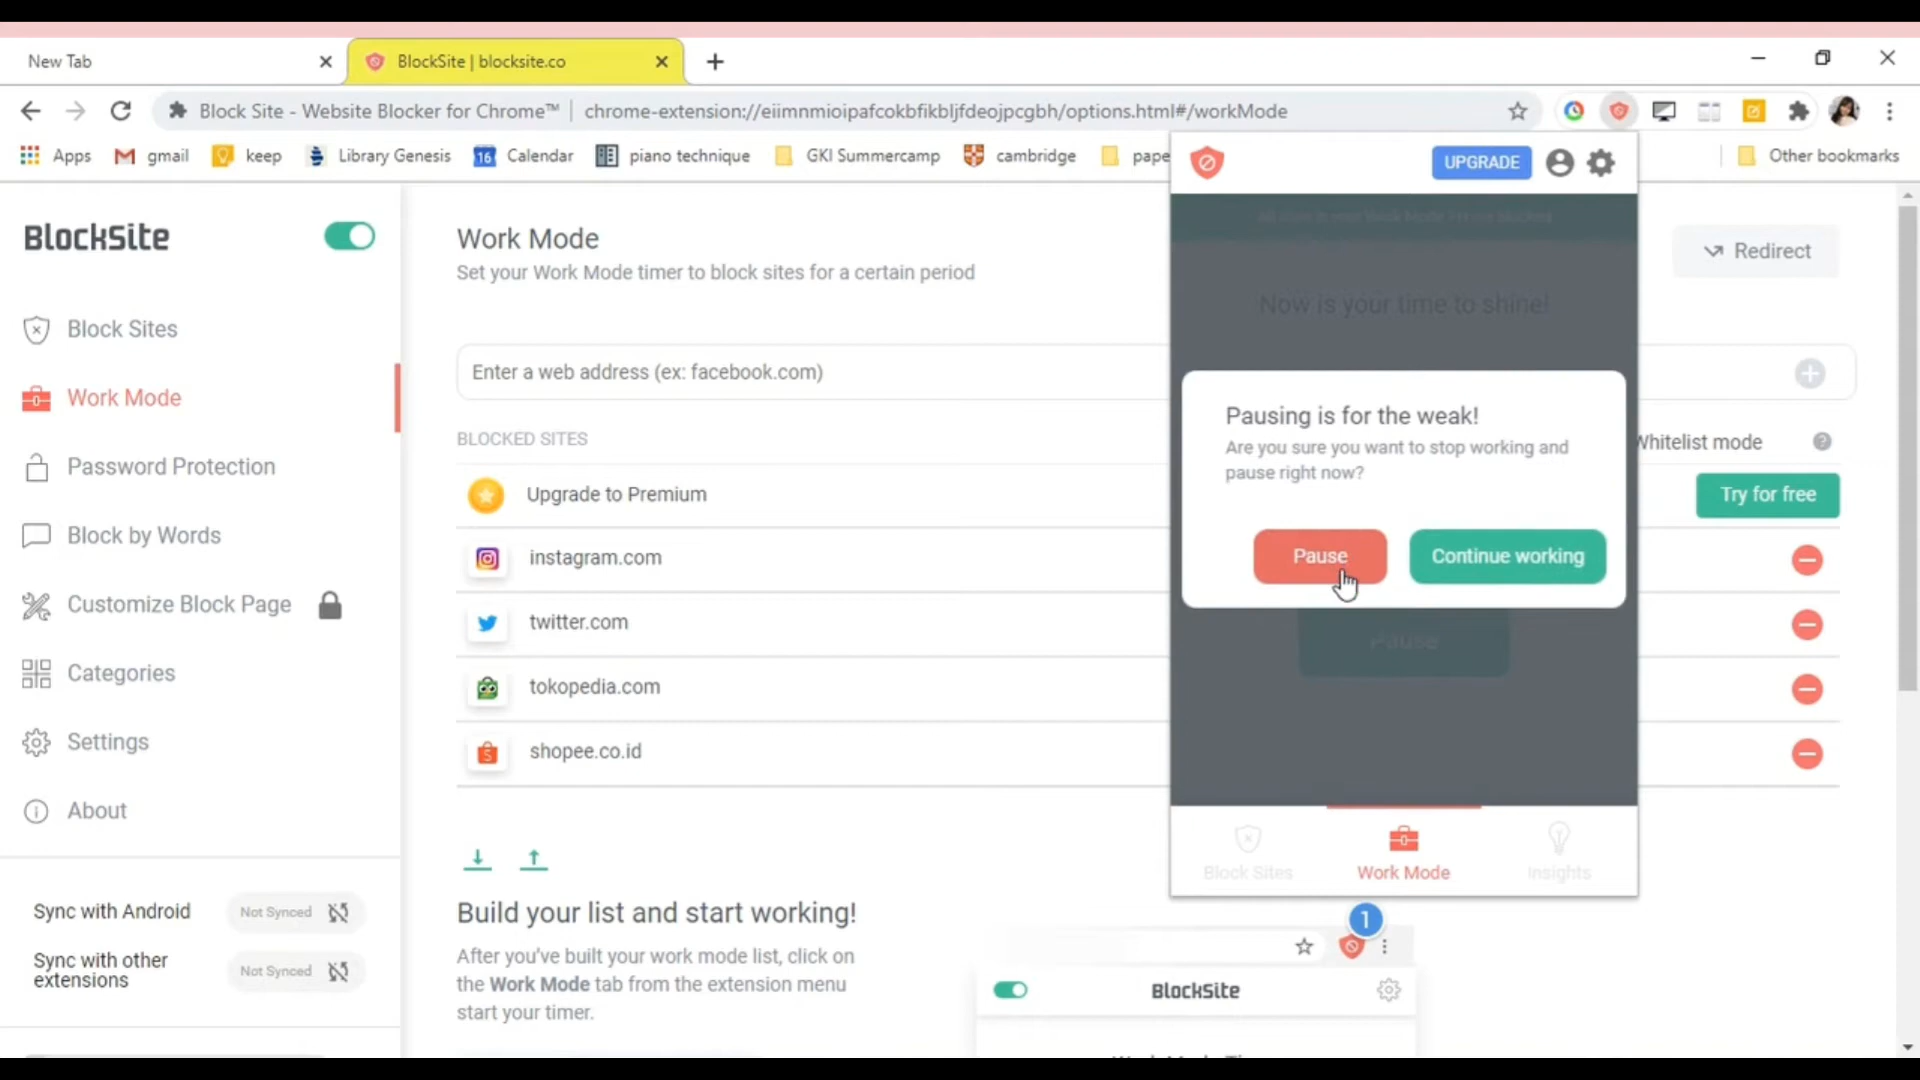 New Tab
BlockSite | blocksite.co
Block Site - Website Blocker for Chrome™
chrome-extension://eiimnmioipafcokbfikbljfdeojpcgbh/options.html#/workMode
Apps
gmail
keep
Library Genesis
16
Calendar
piano technique
GKI Summercamp
cambridge
pape
Other bookmarks
UPGRADE
BlockSite
Block Sites
Work Mode
Password Protection
Block by Words
Customize Block Page
Categories
Settings
About
Sync with Android
Not Synced
Sync with other
extensions
Not Synced
Work Mode
Set your Work Mode timer to block sites for a certain period
Redirect
Enter a web address (ex: facebook.com)
BLOCKED SITES
Whitelist mode
Upgrade to Premium
Try for free
instagram.com
twitter.com
tokopedia.com
shopee.co.id
Now is your time to shine!
Pausing is for the weak!
Are you sure you want to stop working and
pause right now?
Pause
Continue working
Pause
Block Sites
Work Mode
Insights
Build your list and start working!
After you've built your work mode list, click on
the Work Mode tab from the extension menu
start your timer.
1
BlockSite